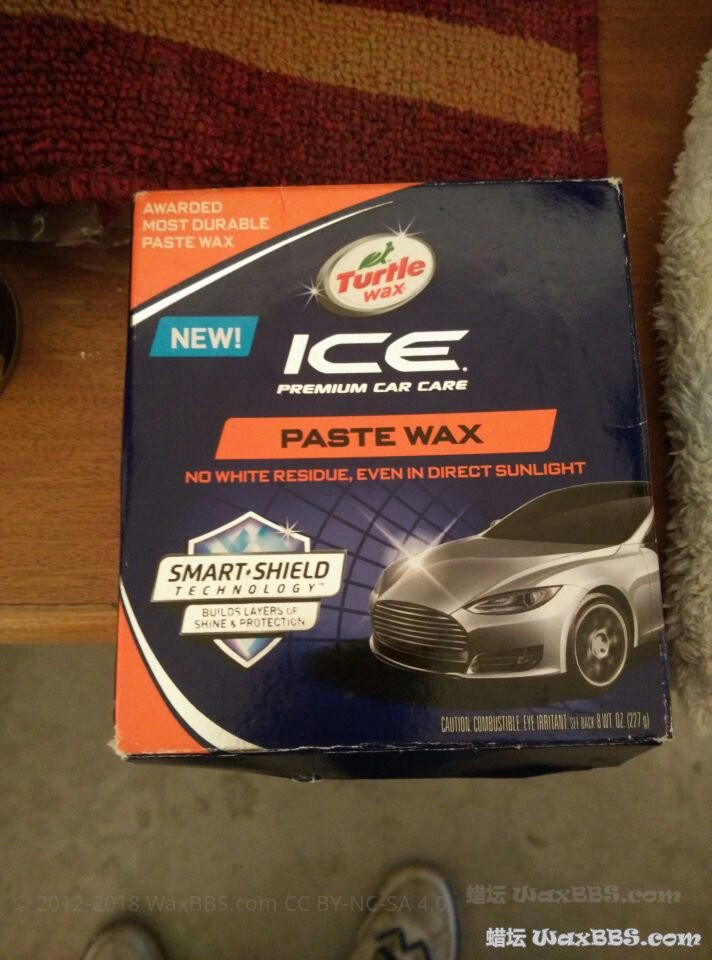 AWARDED
MOST DURABLE
PASTE WAX
Turtle
wax
NEW!
ICE
PREMIUM CAR CARE
PASTE WAX
NO WHITE RESIDUE, EVEN IN DIRECT SUNLIGHT
SMART·SHIELD
TECHNOLOGY™
BUILDS LAYERS OF
SHINE & PROTECTION
CAUTION: COMBUSTIBLE. EYE IRRITANT. SEE BACK 8 WT. OZ. (227 g)
© 2012-2018 WaxBBS.com CC BY-NC-SA 4.0
蜡坛 WaxBBS.com
蜡坛 WaxBBS.com